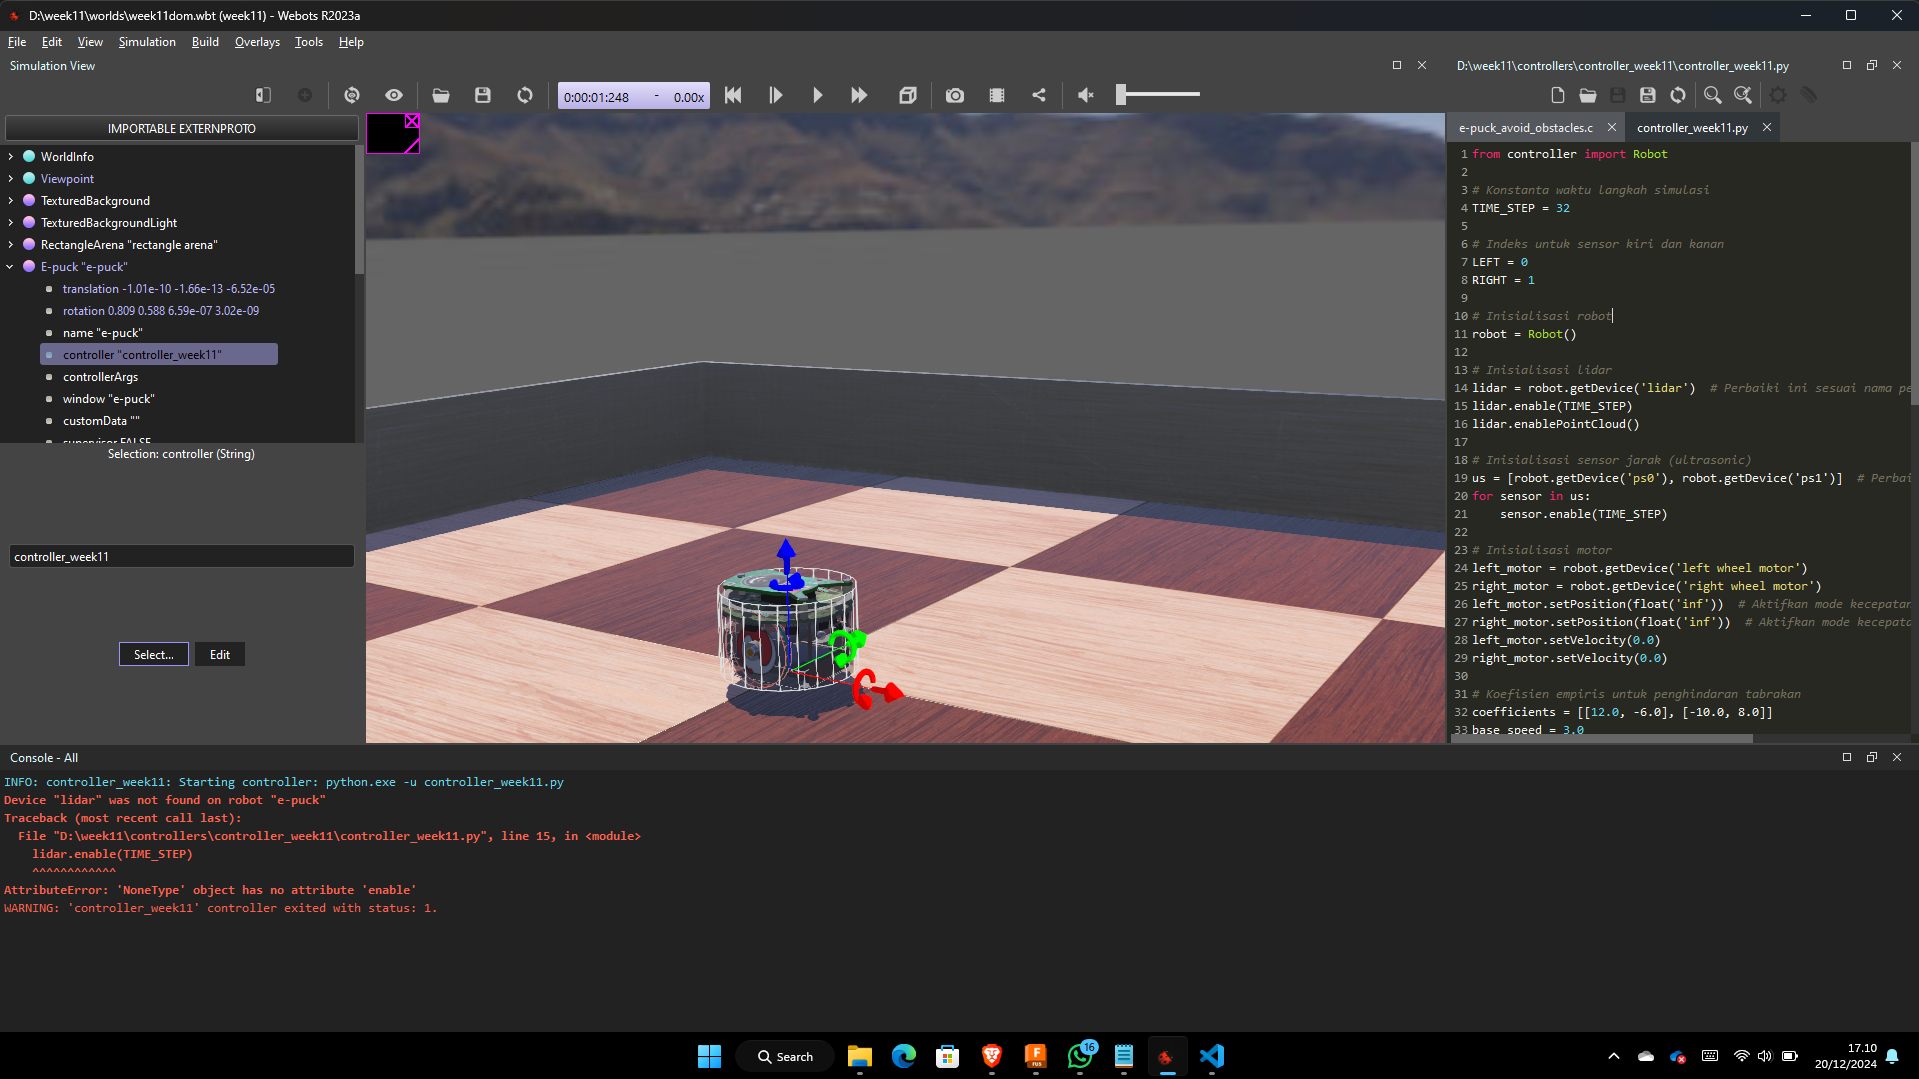 D:\week11\worlds\week11dom.wbt (week11) - Webots R2023a
File Edit View Simulation Build Overlays Tools Help
Simulation View
D:\week11\controllers\controller_week11\controller_week11.py
0:00:01:248 - 0.00x
IMPORTABLE EXTERNPROTO
WorldInfo
Viewpoint
TexturedBackground
TexturedBackgroundLight
RectangleArena "rectangle arena"
E-puck "e-puck"
translation -1.01e-10 -1.66e-13 -6.52e-05
rotation 0.809 0.588 6.59e-07 3.02e-09
name "e-puck"
controller "controller_week11"
controllerArgs
window "e-puck"
customData ""
supervisor FALSE
Selection: controller (String)
controller_week11
Select... Edit
e-puck_avoid_obstacles.c controller_week11.py
1 from controller import Robot
2
3 # Konstanta waktu langkah simulasi
4 TIME_STEP = 32
5
6 # Indeks untuk sensor kiri dan kanan
7 LEFT = 0
8 RIGHT = 1
9
10 # Inisialisasi robot
11 robot = Robot()
12
13 # Inisialisasi lidar
14 lidar = robot.getDevice('lidar')  # Perbaiki ini sesuai nama pe
15 lidar.enable(TIME_STEP)
16 lidar.enablePointCloud()
17
18 # Inisialisasi sensor jarak (ultrasonic)
19 us = [robot.getDevice('ps0'), robot.getDevice('ps1')]  # Perbai
20 for sensor in us:
21     sensor.enable(TIME_STEP)
22
23 # Inisialisasi motor
24 left_motor = robot.getDevice('left wheel motor')
25 right_motor = robot.getDevice('right wheel motor')
26 left_motor.setPosition(float('inf'))  # Aktifkan mode kecepatan
27 right_motor.setPosition(float('inf'))  # Aktifkan mode kecepata
28 left_motor.setVelocity(0.0)
29 right_motor.setVelocity(0.0)
30
31 # Koefisien empiris untuk penghindaran tabrakan
32 coefficients = [[12.0, -6.0], [-10.0, 8.0]]
33 base_speed = 3.0
Console - All
INFO: controller_week11: Starting controller: python.exe -u controller_week11.py
Device "lidar" was not found on robot "e-puck"
Traceback (most recent call last):
  File "D:\week11\controllers\controller_week11\controller_week11.py", line 15, in <module>
    lidar.enable(TIME_STEP)
    ^^^^^^^^^^^^
AttributeError: 'NoneType' object has no attribute 'enable'
WARNING: 'controller_week11' controller exited with status: 1.
Search
F
FUS
16
17.10
20/12/2024